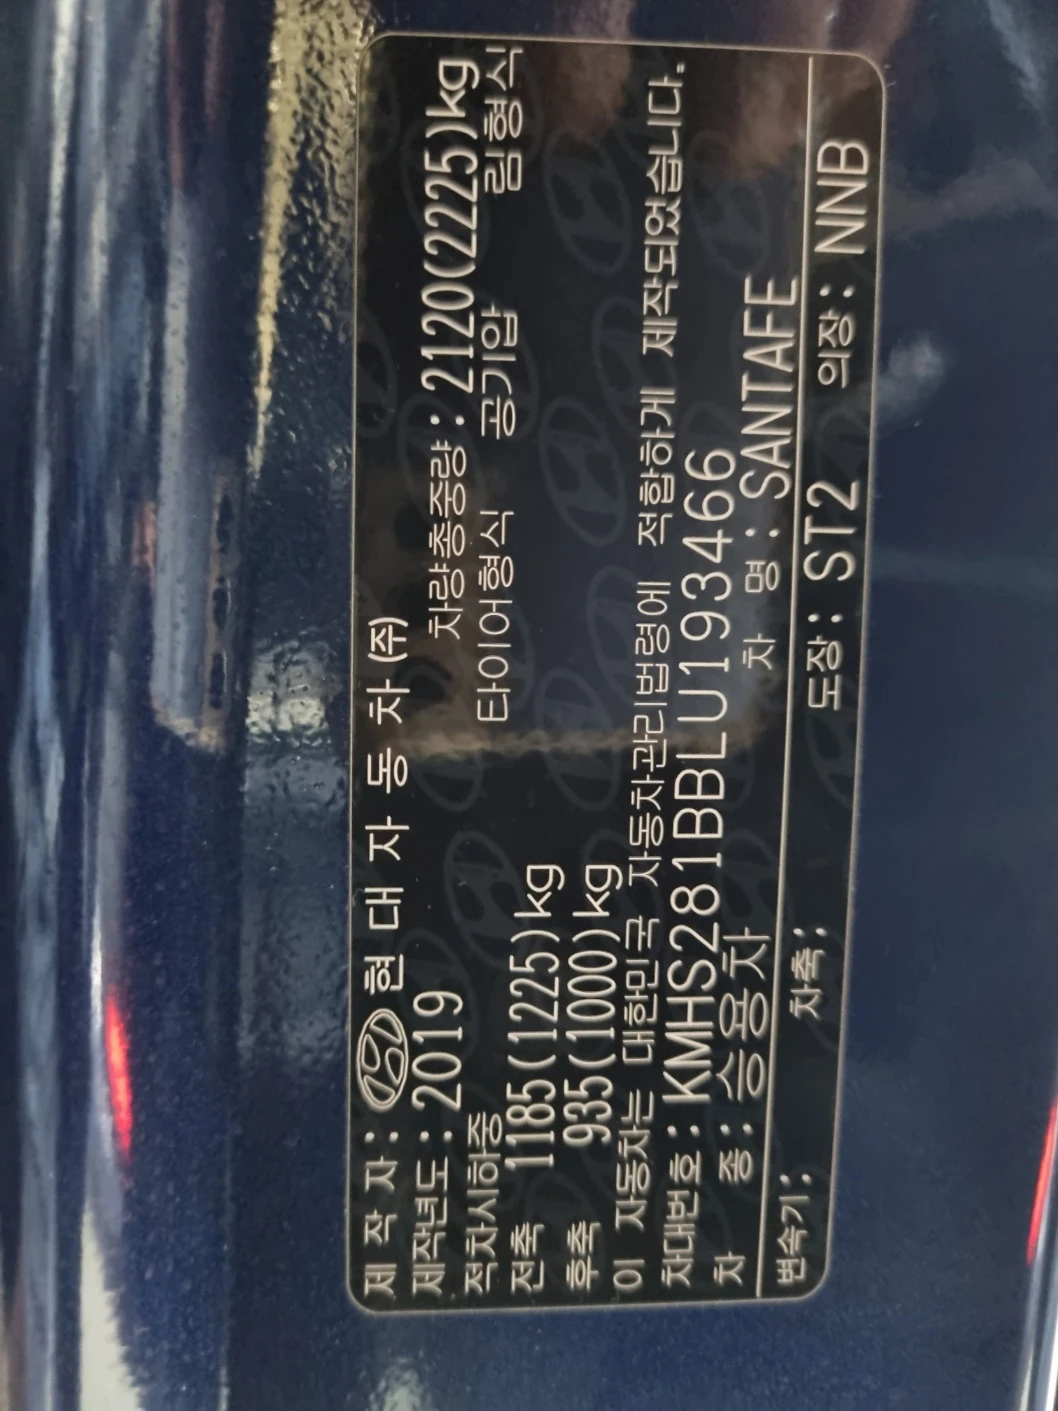 제 작 자 : 현 대 자 동 차 (주)
제작년도 : 2019 차량총중량 : 2120(2225)kg
적차시하중 타이어형식 공기압 림형식
전축 1185(1225)kg
후축 935(1000)kg
이 자동차는 대한민국 자동차관리법령에 적합하게 제작되었습니다.
차대번호 : KMHS281BBLU193466
차 종 : 승용차 차 명 : SANTAFE
변속기 : 차축 : 도장 : ST2 의장 : NNB